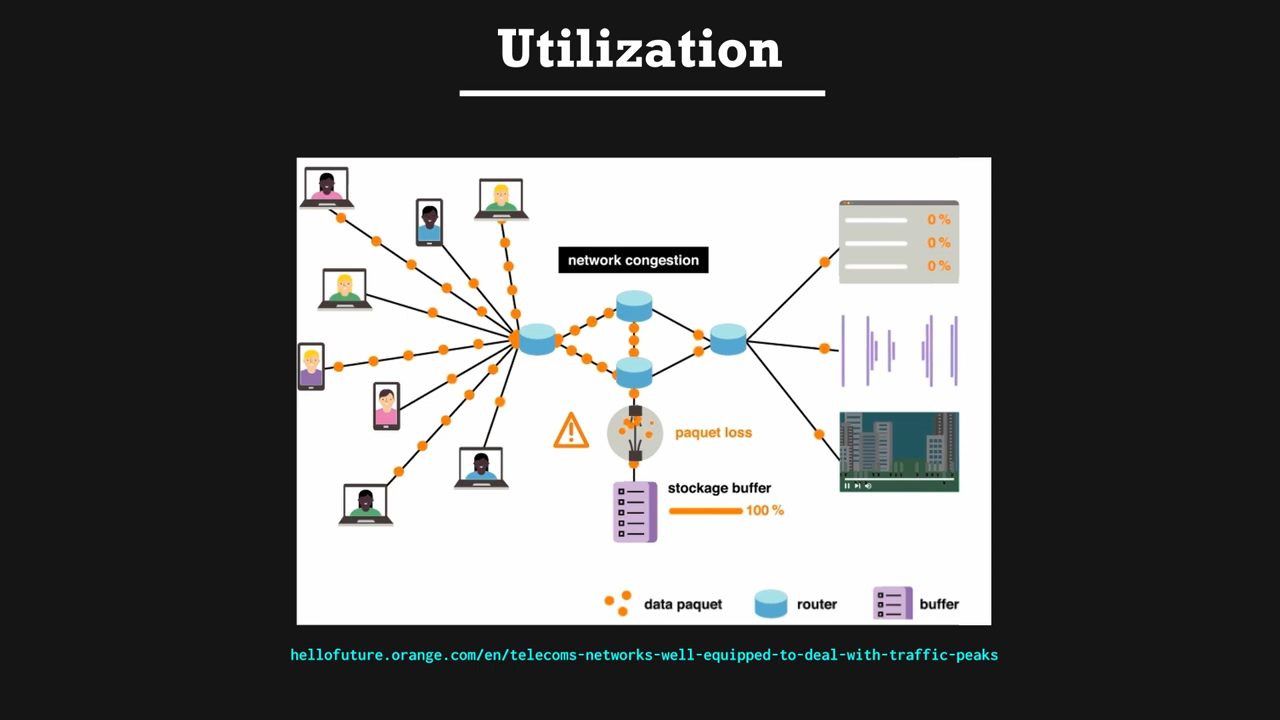 Utilization
network congestion
0 %
0 %
0 %
paquet loss
stockage buffer
100 %
data paquet
router
buffer
hellofuture.orange.com/en/telecoms-networks-well-equipped-to-deal-with-traffic-peaks